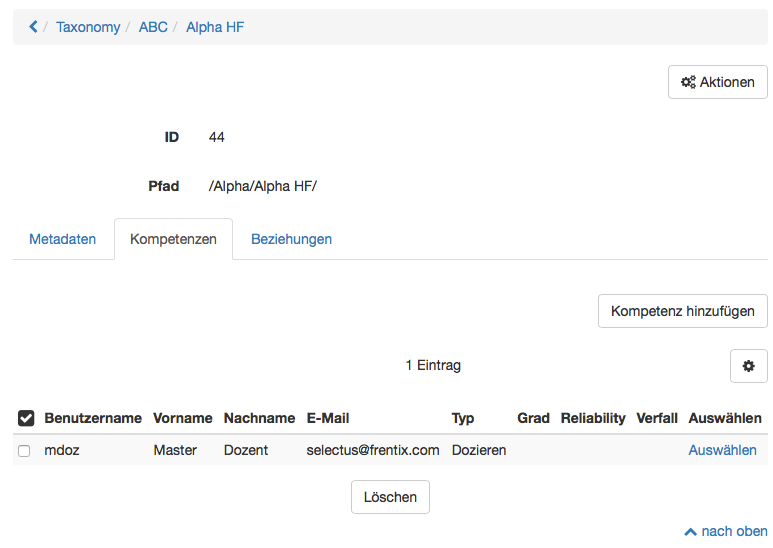 / Taxonomy / ABC / Alpha HF
Aktionen
ID 44
Pfad /Alpha/Alpha HF/
Metadaten Kompetenzen Beziehungen
Kompetenz hinzufügen
1 Eintrag
Benutzername Vorname Nachname E-Mail Typ Grad Reliability Verfall Auswählen
mdoz Master Dozent selectus@frentix.com Dozieren Auswählen
Löschen
nach oben